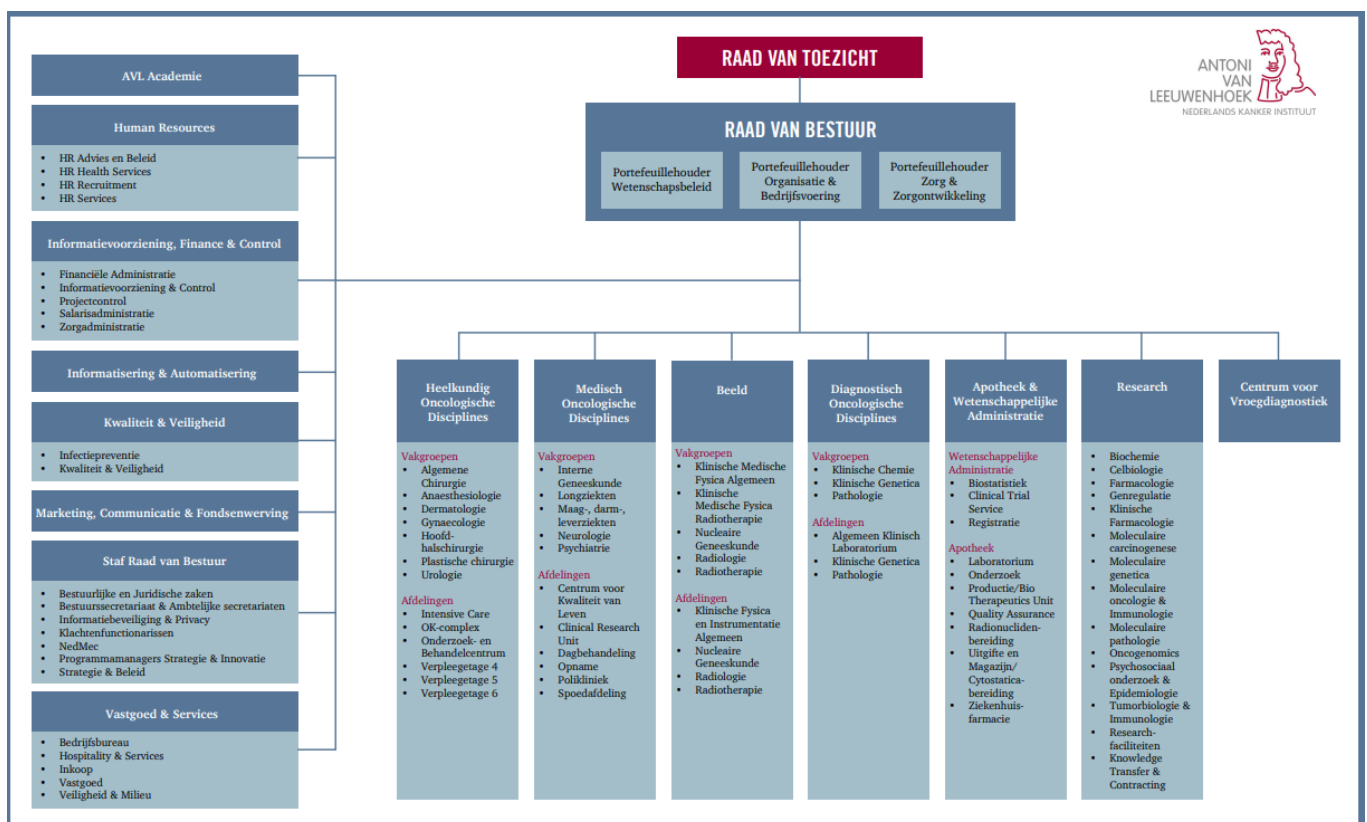 RAAD VAN TOEZICHT
ANTONI
VAN
LEEUWENHOEK
NEDERLANDS KANKER INSTITUUT
RAAD VAN BESTUUR
Portefeuillehouder
Wetenschapsbeleid
Portefeuillehouder
Organisatie &
Bedrijfsvoering
Portefeuillehouder
Zorg &
Zorgontwikkeling
AVL Academie
Human Resources
• HR Advies en Beleid
• HR Health Services
• HR Recruitment
• HR Services
Informatievoorziening, Finance & Control
• Financiële Administratie
• Informatievoorziening & Control
• Projectcontrol
• Salarisadministratie
• Zorgadministratie
Informatisering & Automatisering
Kwaliteit & Veiligheid
• Infectiepreventie
• Kwaliteit & Veiligheid
Marketing, Communicatie & Fondsenwerving
Staf Raad van Bestuur
• Bestuurlijke en Juridische zaken
• Bestuurssecretariaat & Ambtelijke secretariaten
• Informatiebeveiliging & Privacy
• Klachtenfunctionarissen
• NedMec
• Programmamanagers Strategie & Innovatie
• Strategie & Beleid
Vastgoed & Services
• Bedrijfsbureau
• Hospitality & Services
• Inkoop
• Vastgoed
• Veiligheid & Milieu
Heelkundig
Oncologische
Disciplines
Vakgroepen
• Algemene
Chirurgie
• Anaesthesiologie
• Dermatologie
• Gynaecologie
• Hoofd-
halschirurgie
• Plastische chirurgie
• Urologie
Afdelingen
• Intensive Care
• OK-complex
• Onderzoek- en
Behandelcentrum
• Verpleegetage 4
• Verpleegetage 5
• Verpleegetage 6
Medisch
Oncologische
Disciplines
Vakgroepen
• Interne
Geneeskunde
• Longziekten
• Maag-, darm-,
leverziekten
• Neurologie
• Psychiatrie
Afdelingen
• Centrum voor
Kwaliteit van
Leven
• Clinical Research
Unit
• Dagbehandeling
• Opname
• Polikliniek
• Spoedafdeling
Beeld
Vakgroepen
• Klinische Medische
Fysica Algemeen
• Klinische
Medische Fysica
Radiotherapie
• Nucleaire
Geneeskunde
• Radiologie
• Radiotherapie
Afdelingen
• Klinische Fysica
en Instrumentatie
Algemeen
• Nucleaire
Geneeskunde
• Radiologie
• Radiotherapie
Diagnostisch
Oncologische
Disciplines
Vakgroepen
• Klinische Chemie
• Klinische Genetica
• Pathologie
Afdelingen
• Algemeen Klinisch
Laboratorium
• Klinische Genetica
• Pathologie
Apotheek &
Wetenschappelijke
Administratie
Wetenschappelijke
Administratie
• Biostatistiek
• Clinical Trial
Service
• Registratie
Apotheek
• Laboratorium
• Onderzoek
• Productie/Bio
Therapeutics Unit
• Quality Assurance
• Radionucliden-
bereiding
• Uitgifte en
Magazijn/
Cytostatica-
bereiding
• Ziekenhuis-
farmacie
Research
• Biochemie
• Celbiologie
• Farmacologie
• Genregulatie
• Klinische
Farmacologie
• Moleculaire
carcinogenese
• Moleculaire
genetica
• Moleculaire
oncologie &
Immunologie
• Moleculaire
pathologie
• Oncogenomics
• Psychosociaal
onderzoek &
Epidemiologie
• Tumorbiologie &
Immunologie
• Research-
faciliteiten
• Knowledge
Transfer &
Contracting
Centrum voor
Vroegdiagnostiek